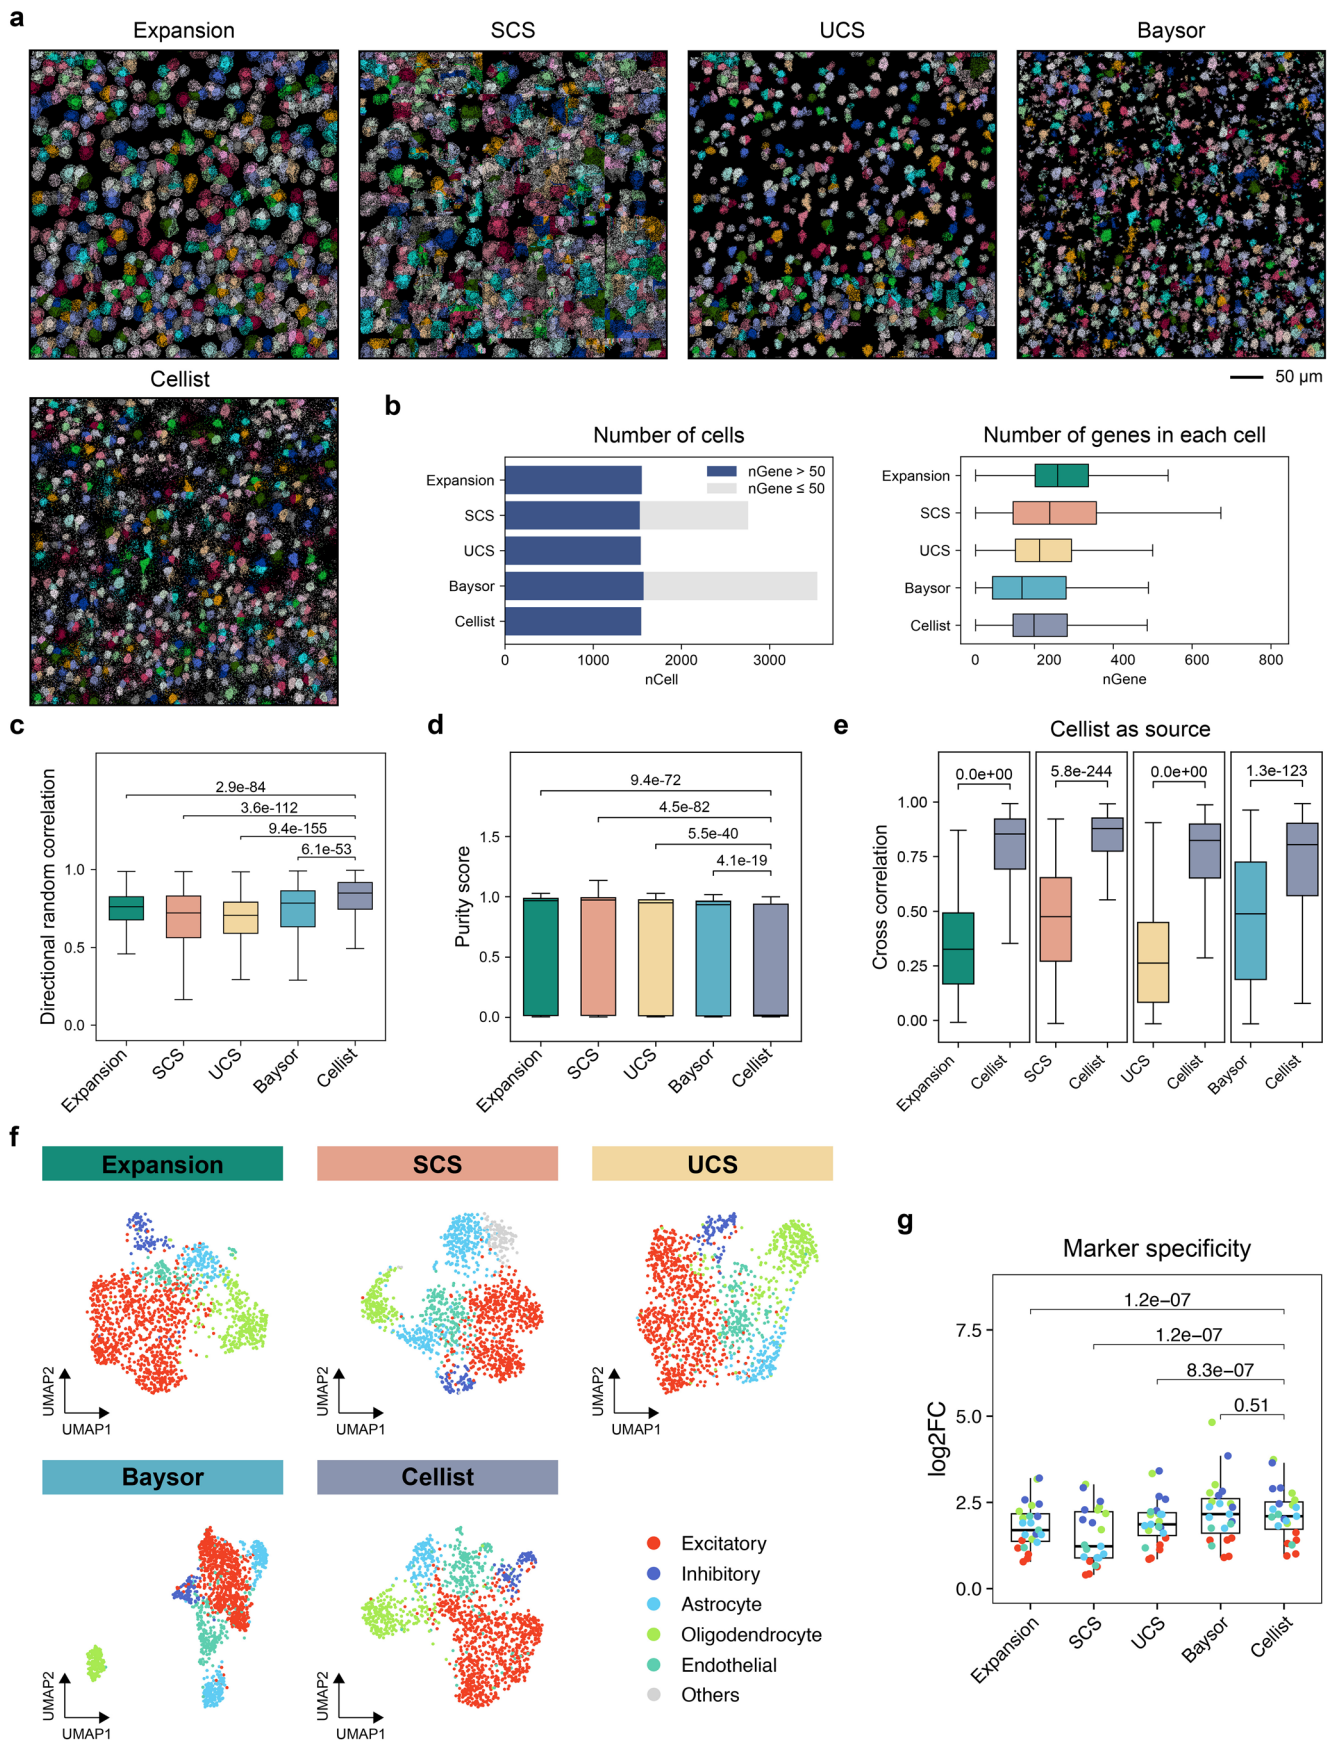 a
Expansion
SCS
UCS
Baysor
50 μm
Cellist
b
Number of cells
nGene > 50
nGene ≤ 50
Expansion
SCS
UCS
Baysor
Cellist
0
1000
2000
3000
nCell
Number of genes in each cell
Expansion
SCS
UCS
Baysor
Cellist
0
200
400
600
800
nGene
c
Directional random correlation
1.0
0.5
0.0
2.9e-84
3.6e-112
9.4e-155
6.1e-53
Expansion
SCS
UCS
Baysor
Cellist
d
Purity score
1.5
1.0
0.5
0.0
9.4e-72
4.5e-82
5.5e-40
4.1e-19
Expansion
SCS
UCS
Baysor
Cellist
e
Cellist as source
Cross correlation
1.00
0.75
0.50
0.25
0.00
0.0e+00
5.8e-244
0.0e+00
1.3e-123
Expansion
Cellist
SCS
Cellist
UCS
Cellist
Baysor
Cellist
f
Expansion
SCS
UCS
UMAP2
UMAP1
UMAP2
UMAP1
UMAP2
UMAP1
Baysor
Cellist
UMAP2
UMAP1
UMAP2
UMAP1
Excitatory
Inhibitory
Astrocyte
Oligodendrocyte
Endothelial
Others
g
Marker specificity
log2FC
7.5
5.0
2.5
0.0
1.2e−07
1.2e−07
8.3e−07
0.51
Expansion
SCS
UCS
Baysor
Cellist